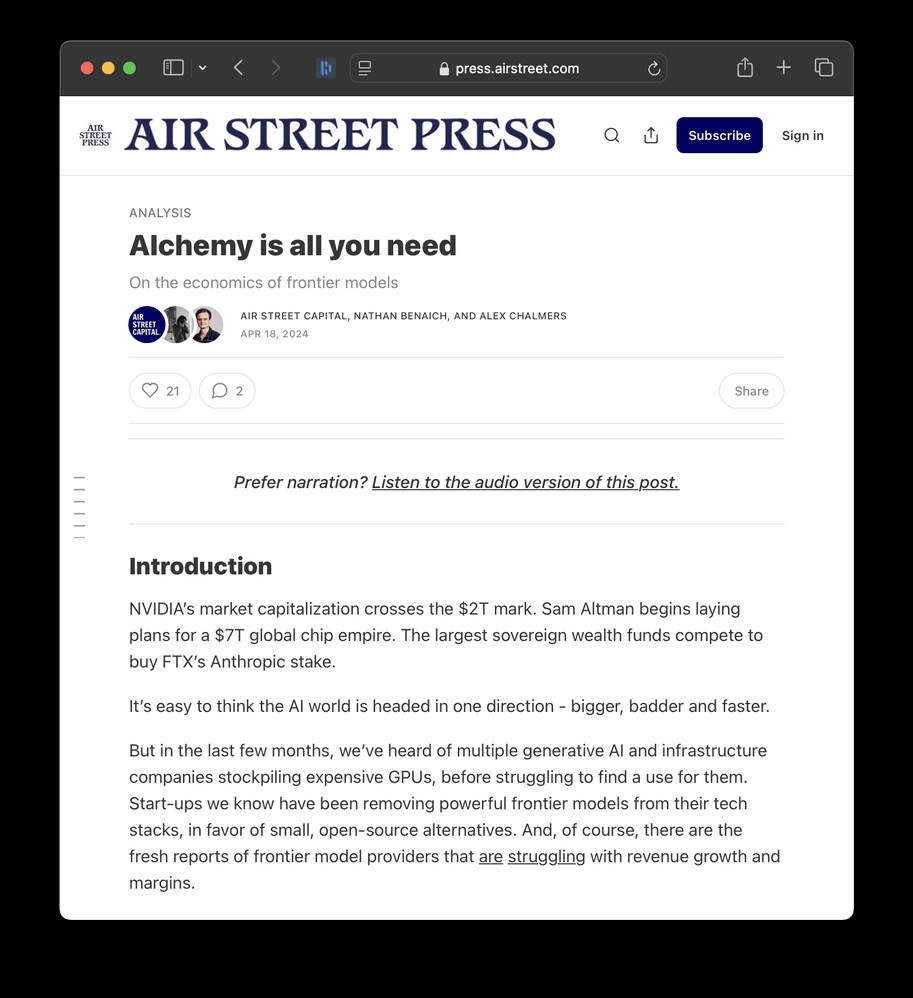 press.airstreet.com
AIR
STREET
PRESS
AIR STREET PRESS
Subscribe
Sign in
ANALYSIS
Alchemy is all you need
On the economics of frontier models
AIR
STREET
CAPITAL
AIR STREET CAPITAL, NATHAN BENAICH, AND ALEX CHALMERS
APR 18, 2024
21
2
Share
Prefer narration? Listen to the audio version of this post.
Introduction
NVIDIA’s market capitalization crosses the $2T mark. Sam Altman begins laying
plans for a $7T global chip empire. The largest sovereign wealth funds compete to
buy FTX’s Anthropic stake.
It’s easy to think the AI world is headed in one direction - bigger, badder and faster.
But in the last few months, we’ve heard of multiple generative AI and infrastructure
companies stockpiling expensive GPUs, before struggling to find a use for them.
Start-ups we know have been removing powerful frontier models from their tech
stacks, in favor of small, open-source alternatives. And, of course, there are the
fresh reports of frontier model providers that are struggling with revenue growth and
margins.